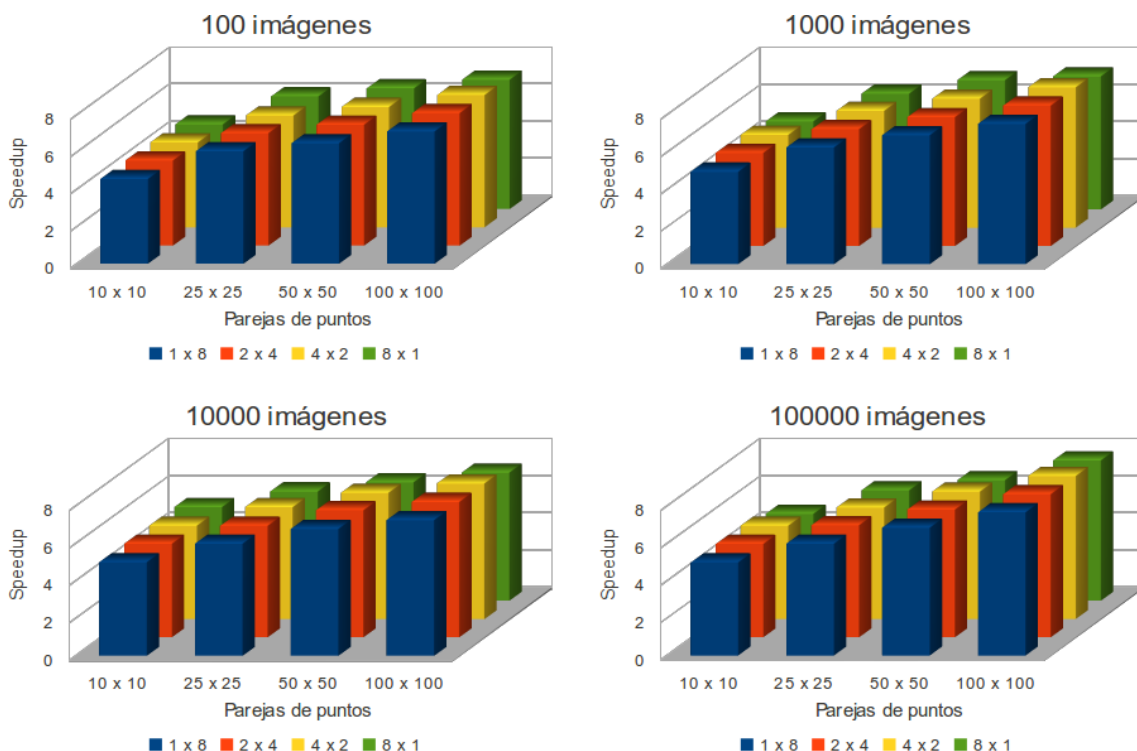 100 imágenes
Speedup
8
6
4
2
0
10 x 10 25 x 25 50 x 50 100 x 100
Parejas de puntos
1 x 8 2 x 4 4 x 2 8 x 1
1000 imágenes
Speedup
8
6
4
2
0
10 x 10 25 x 25 50 x 50 100 x 100
Parejas de puntos
1 x 8 2 x 4 4 x 2 8 x 1
10000 imágenes
Speedup
8
6
4
2
0
10 x 10 25 x 25 50 x 50 100 x 100
Parejas de puntos
1 x 8 2 x 4 4 x 2 8 x 1
100000 imágenes
Speedup
8
6
4
2
0
10 x 10 25 x 25 50 x 50 100 x 100
Parejas de puntos
1 x 8 2 x 4 4 x 2 8 x 1